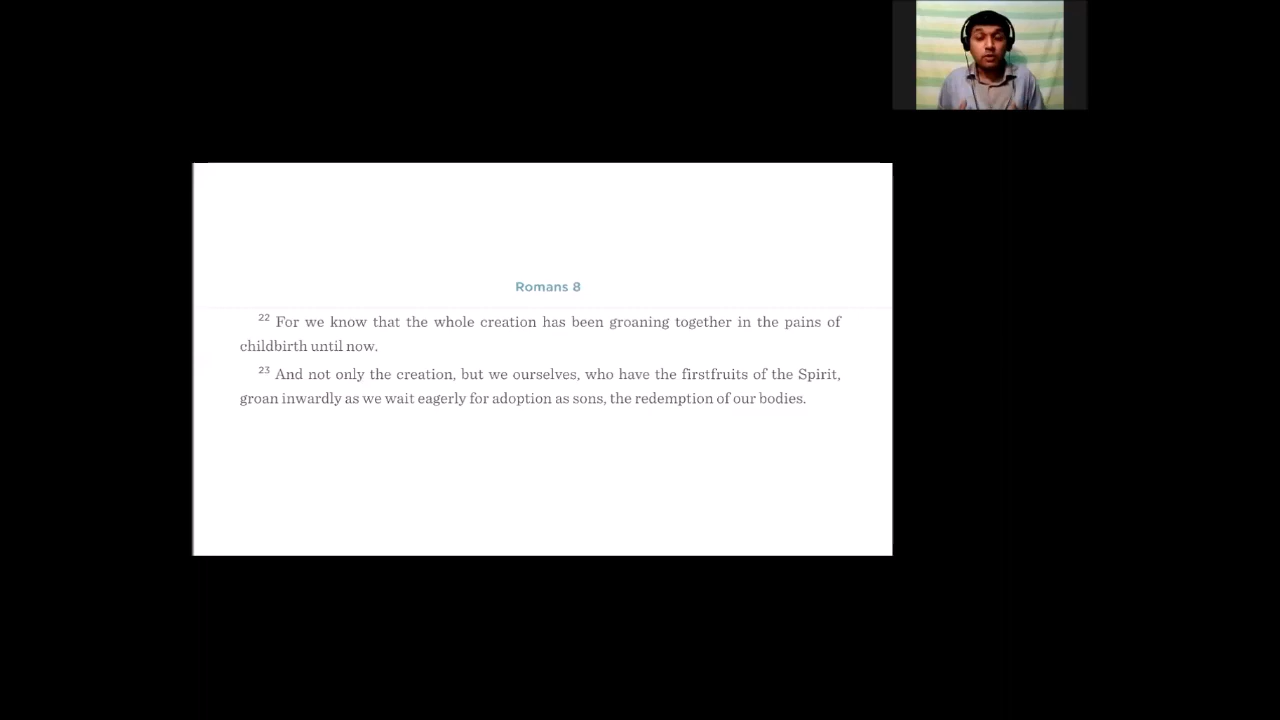 Romans 8
22 For we know that the whole creation has been groaning together in the pains of
childbirth until now.
23 And not only the creation, but we ourselves, who have the firstfruits of the Spirit,
groan inwardly as we wait eagerly for adoption as sons, the redemption of our bodies.